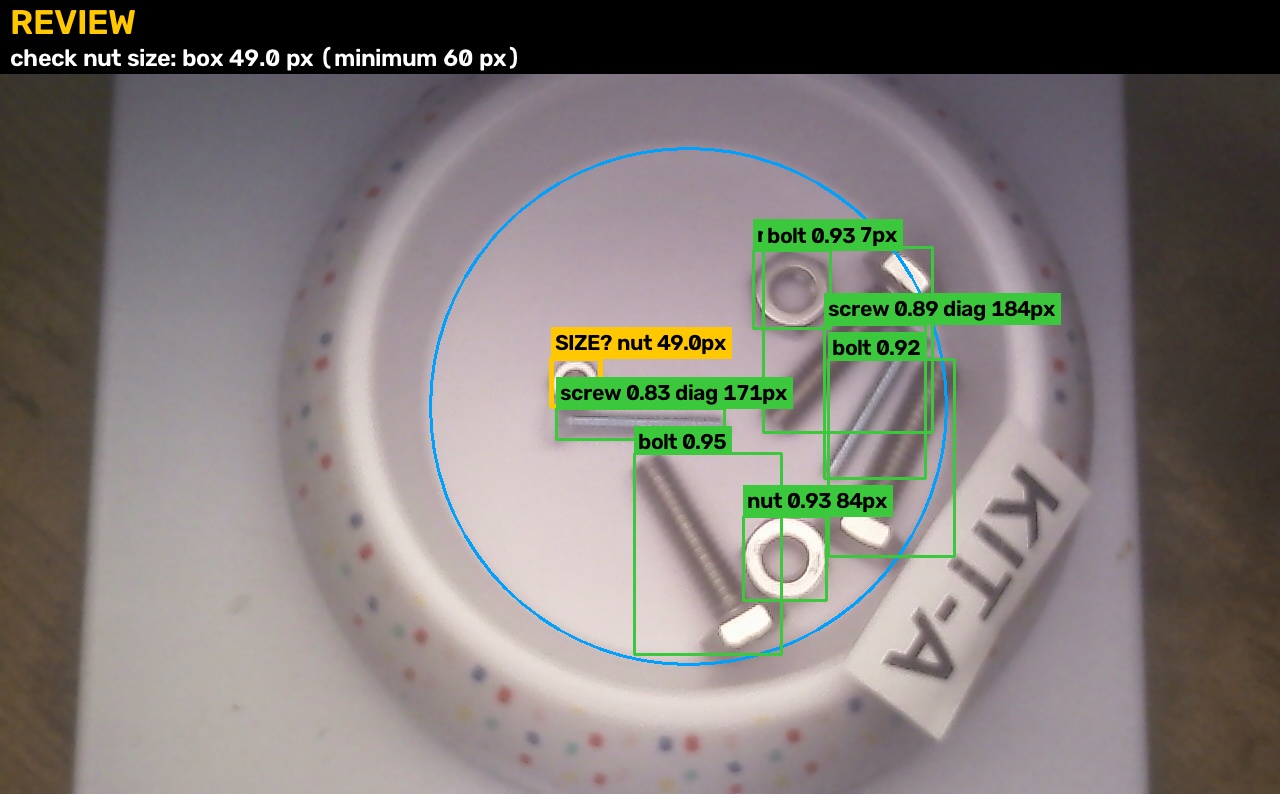 REVIEW
check nut size: box 49.0 px (minimum 60 px)
bolt 0.93 7px
screw 0.89 diag 184px
SIZE? nut 49.0px
bolt 0.92
screw 0.83 diag 171px
bolt 0.95
nut 0.93 84px
KIT-A